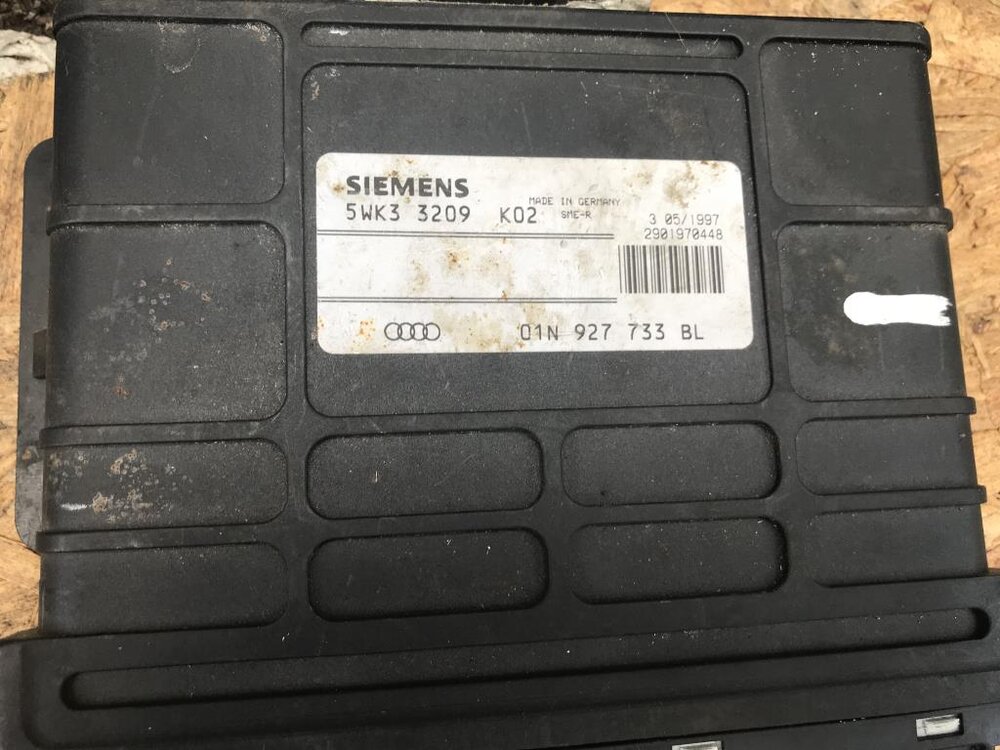 SIEMENS
5WK3 3209 K02
MADE IN GERMANY
SME-R
3 05/1997
2901970448
01N 927 733 BL